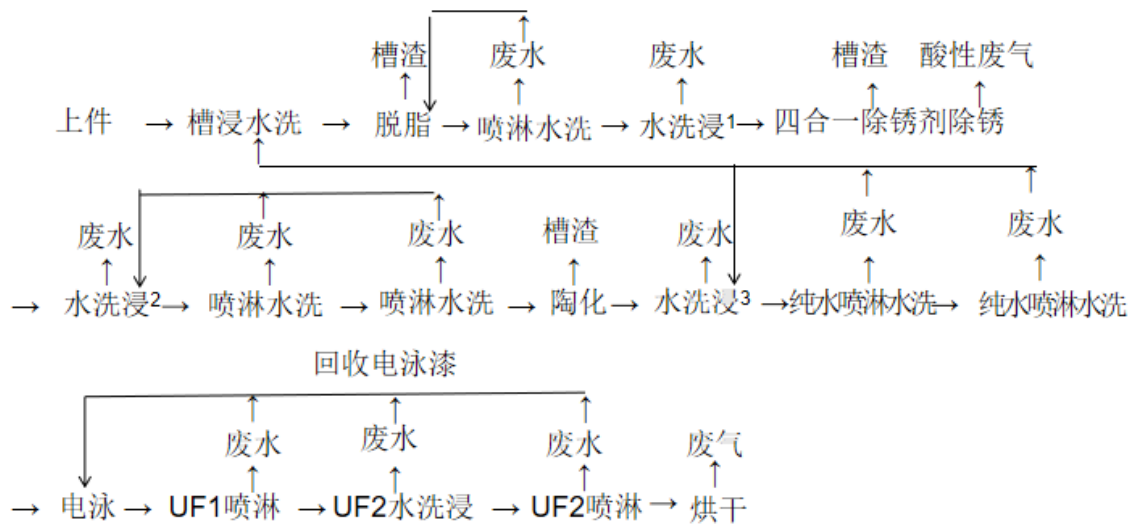 槽渣 废水 废水 槽渣 酸性废气
上件 → 槽浸水洗 → 脱脂 → 喷淋水洗 → 水洗浸1 → 四合一除锈剂除锈
废水 废水 废水 槽渣 废水 废水 废水
→ 水洗浸2 → 喷淋水洗 → 喷淋水洗 → 陶化 → 水洗浸3 → 纯水喷淋水洗 → 纯水喷淋水洗
回收电泳漆
废水 废水 废水 废气
→ 电泳 → UF1喷淋 → UF2水洗浸 → UF2喷淋 → 烘干